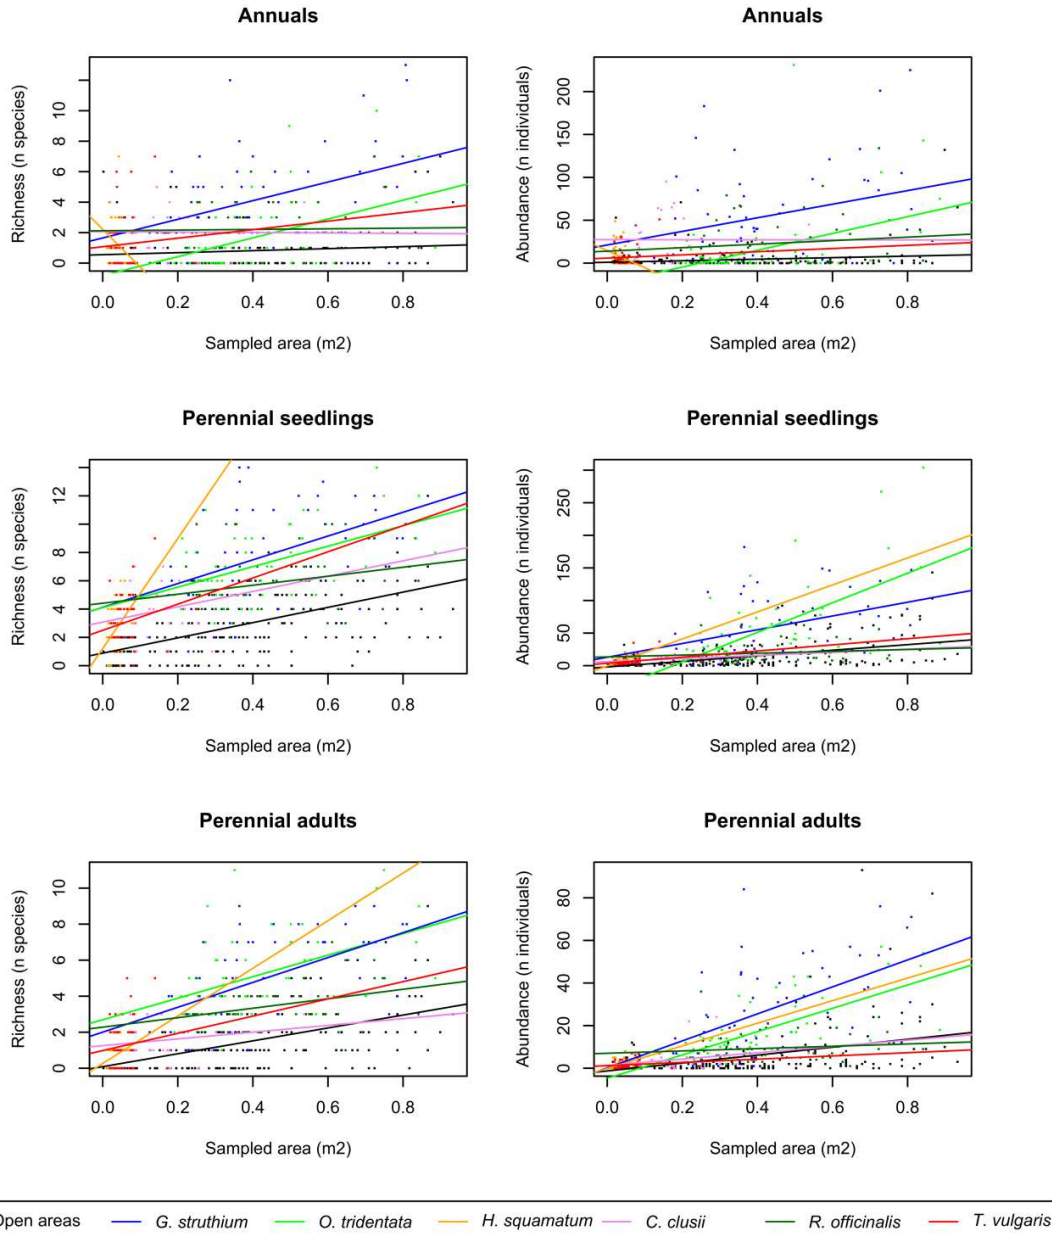 Annuals
Annuals
Richness (n species)
0 2 4 6 8 10
0.0 0.2 0.4 0.6 0.8
Sampled area (m2)
Abundance (n individuals)
0 50 100 150 200
0.0 0.2 0.4 0.6 0.8
Sampled area (m2)
Perennial seedlings
Perennial seedlings
Richness (n species)
0 2 4 6 8 10 12
0.0 0.2 0.4 0.6 0.8
Sampled area (m2)
Abundance (n individuals)
0 50 150 250
0.0 0.2 0.4 0.6 0.8
Sampled area (m2)
Perennial adults
Perennial adults
Richness (n species)
0 2 4 6 8 10
0.0 0.2 0.4 0.6 0.8
Sampled area (m2)
Abundance (n individuals)
0 20 40 60 80
0.0 0.2 0.4 0.6 0.8
Sampled area (m2)
Open areas G. struthium O. tridentata H. squamatum C. clusii R. officinalis T. vulgaris